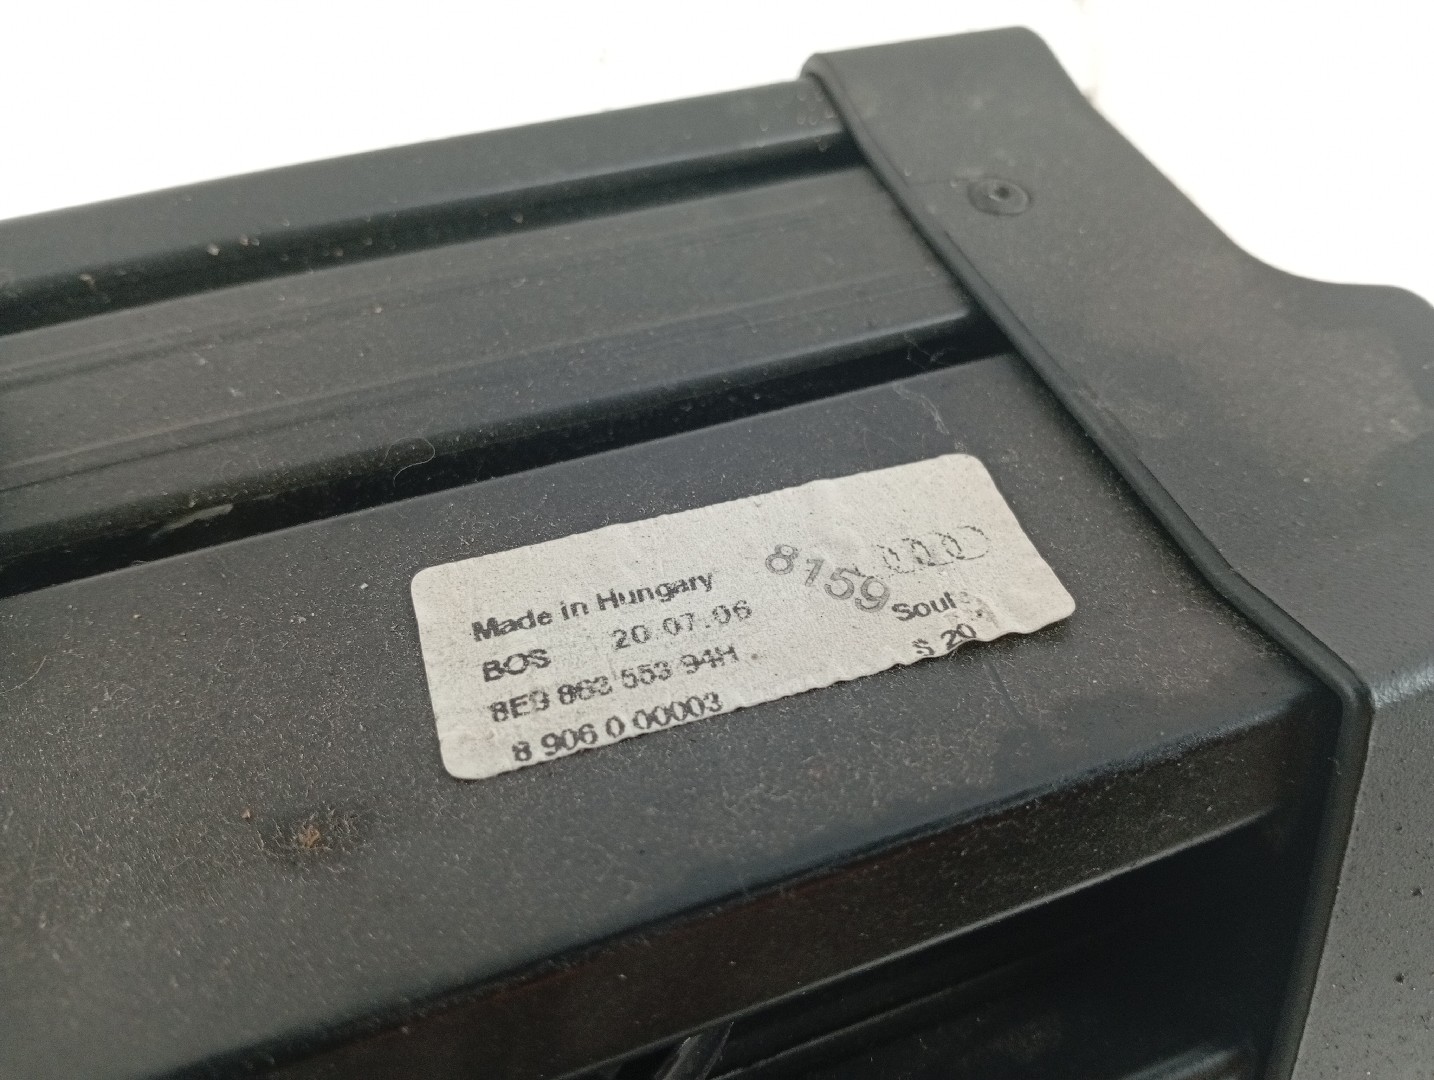 Made in Hungary
BOS 20.07.06
8E9 863 553 94H
8 906 0 00003
8159
Soul
S 20